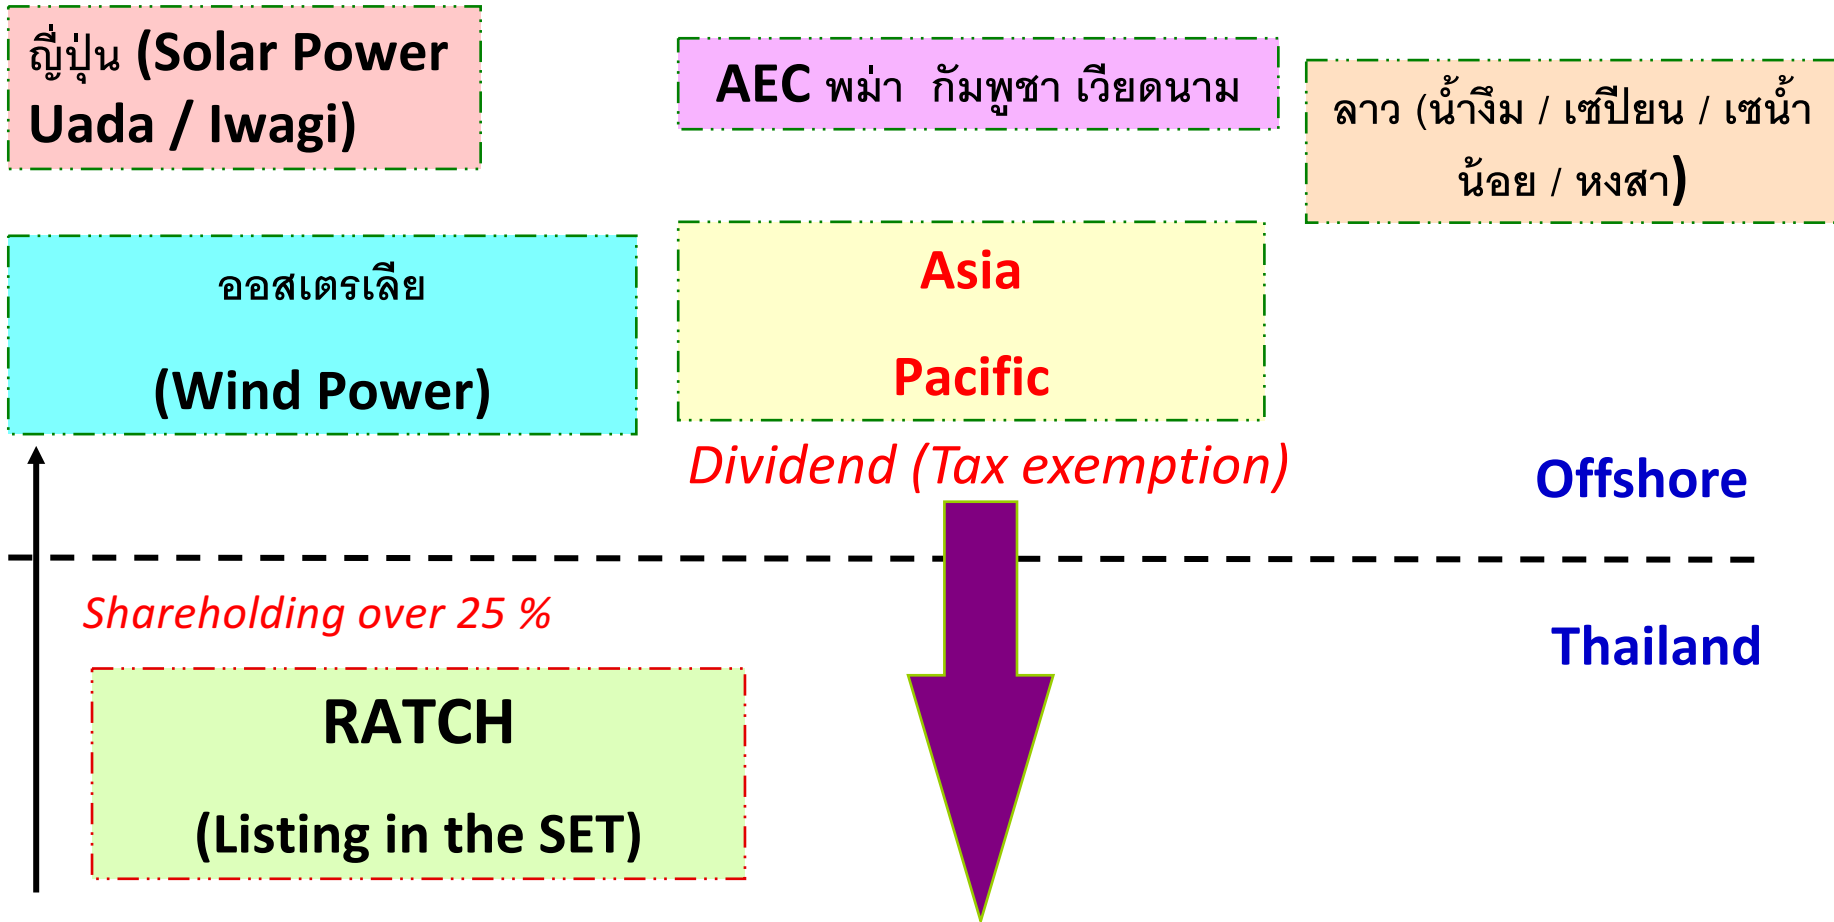 ญี่ปุ่น (Solar Power
Uada / Iwagi)
AEC พม่า กัมพูชา เวียดนาม
ลาว (น้ำงึม / เซเปียน / เซน้ำ
น้อย / หงสา)
ออสเตรเลีย
(Wind Power)
Asia
Pacific
Dividend (Tax exemption)
Offshore
Shareholding over 25 %
Thailand
RATCH
(Listing in the SET)